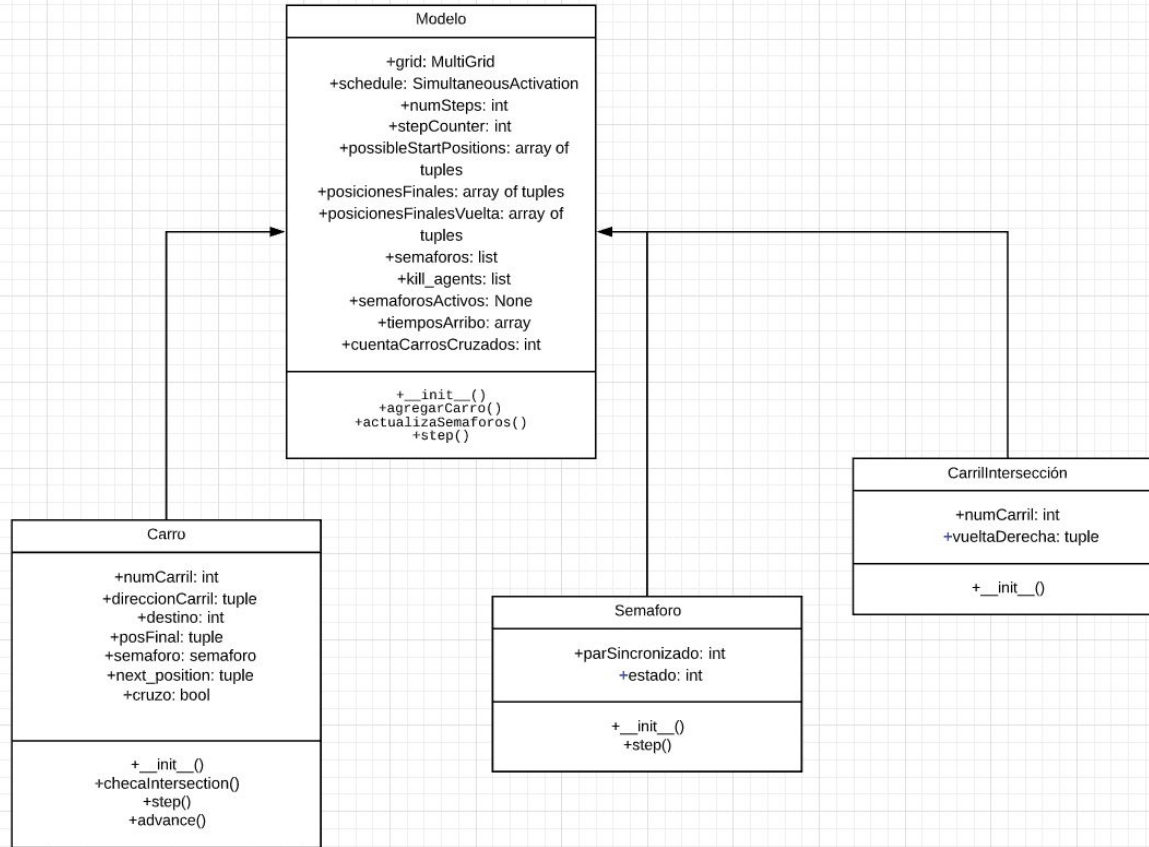 Modelo
+grid: MultiGrid
+schedule: SimultaneousActivation
+numSteps: int
+stepCounter: int
+possibleStartPositions: array of
tuples
+posicionesFinales: array of tuples
+posicionesFinalesVuelta: array of
tuples
+semaforos: list
+kill_agents: list
+semaforosActivos: None
+tiemposArribo: array
+cuentaCarrosCruzados: int
+__init__()
+agregarCarro()
+actualizaSemaforos()
+step()
Carro
+numCarril: int
+direccionCarril: tuple
+destino: int
+posFinal: tuple
+semaforo: semaforo
+next_position: tuple
+cruzo: bool
+__init__()
+checaIntersection()
+step()
+advance()
Semaforo
+parSincronizado: int
+estado: int
+__init__()
+step()
CarrilIntersección
+numCarril: int
+vueltaDerecha: tuple
+__init__()